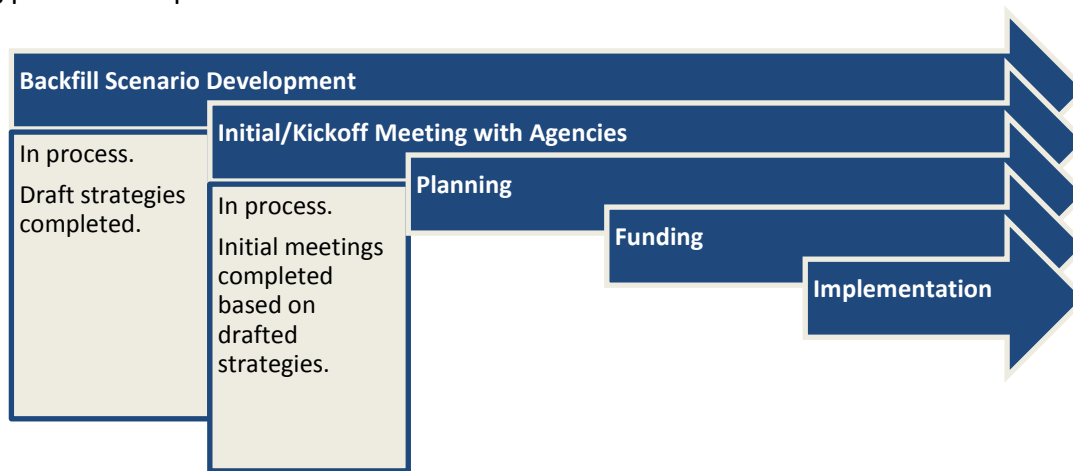 Backfill Scenario Development
In process.
Draft strategies
completed.
Initial/Kickoff Meeting with Agencies
In process.
Initial meetings
completed
based on
drafted
strategies.
Planning
Funding
Implementation